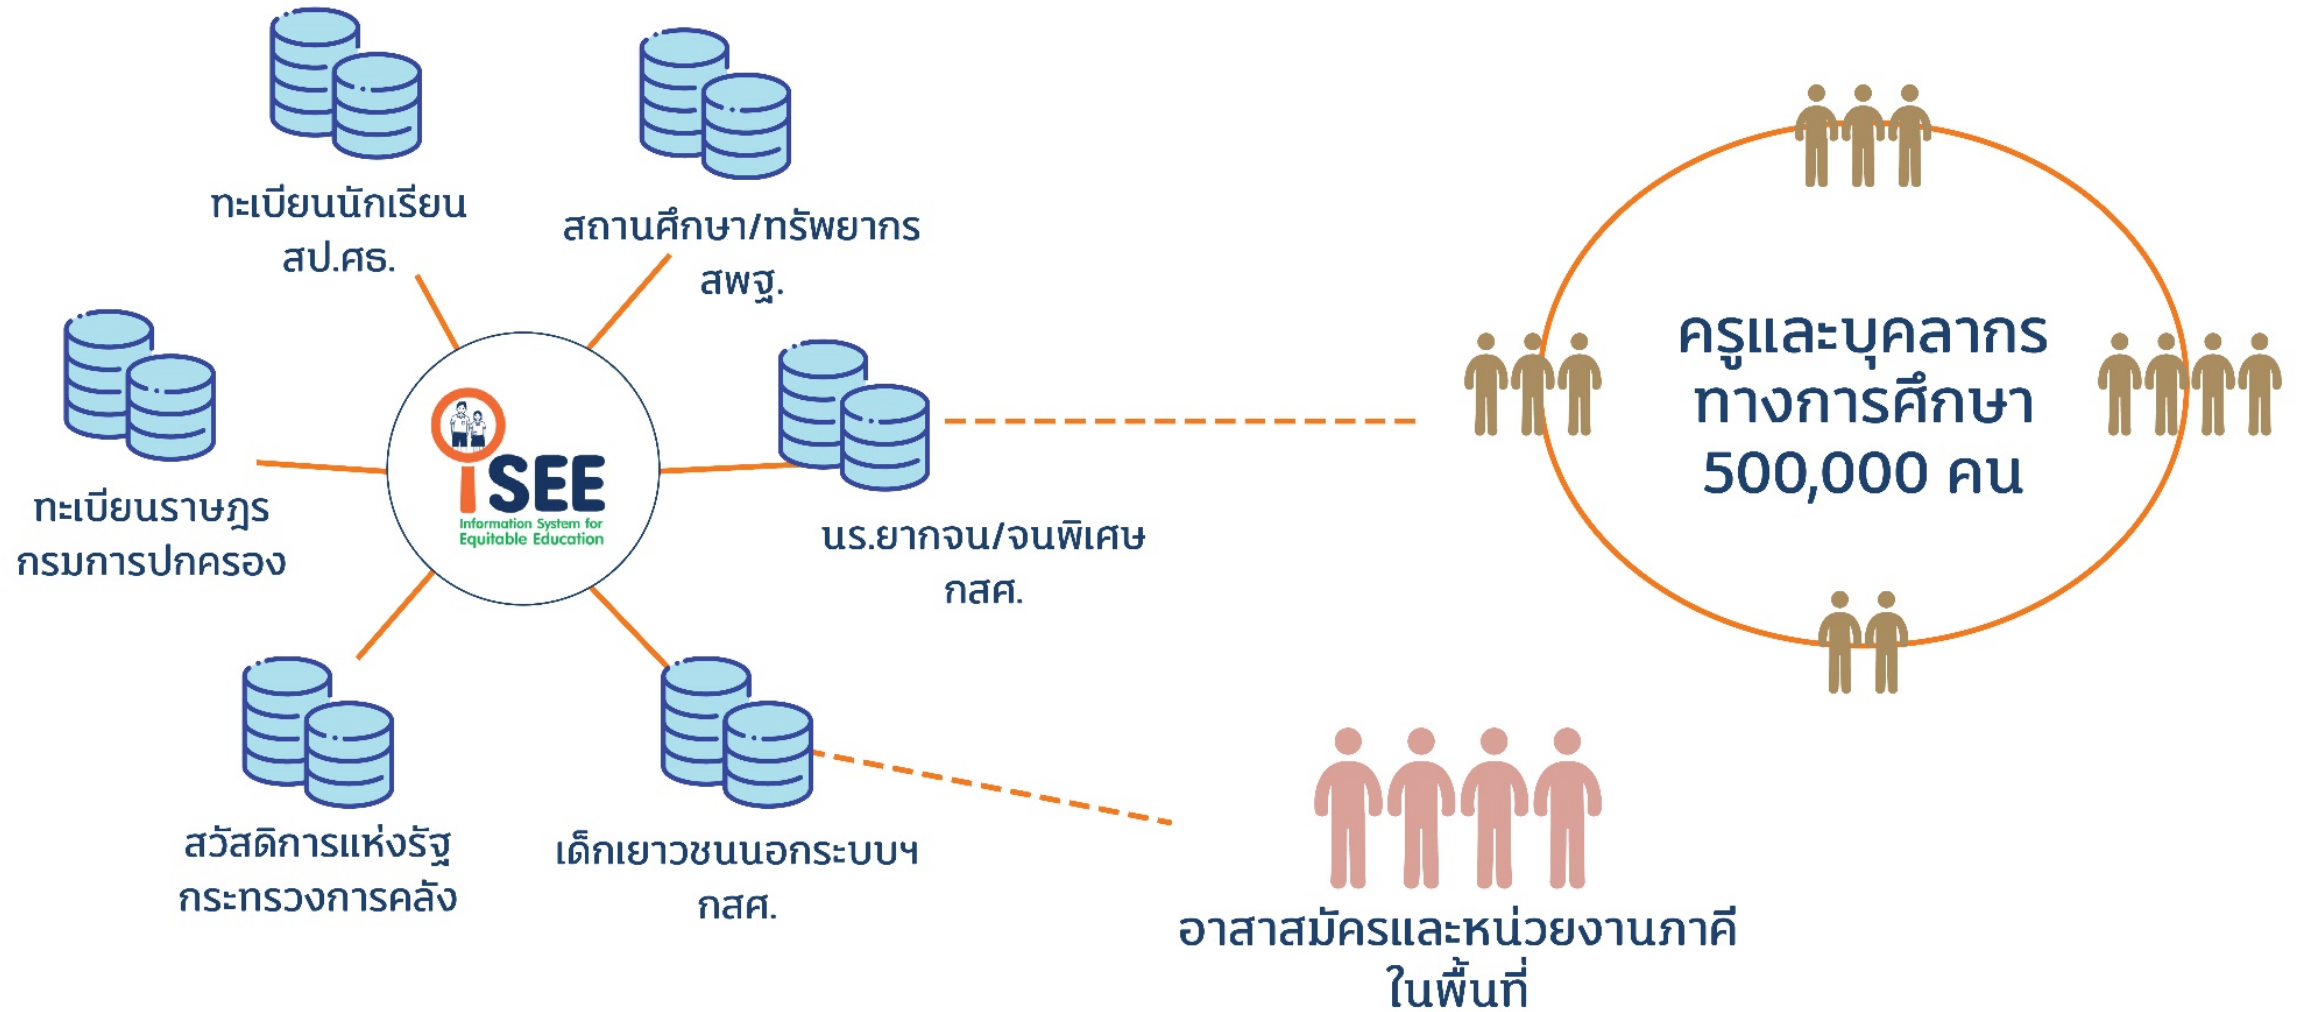 ทะเบียนนักเรียน
สป.ศธ.
สถานศึกษา/ทรัพยากร
สพฐ.
ทะเบียนราษฎร
กรมการปกครอง
iSEE
Information System for
Equitable Education
นร.ยากจน/จนพิเศษ
กสศ.
สวัสดิการแห่งรัฐ
กระทรวงการคลัง
เด็กเยาวชนนอกระบบฯ
กสศ.
ครูและบุคลากร
ทางการศึกษา
500,000 คน
อาสาสมัครและหน่วยงานภาคี
ในพื้นที่